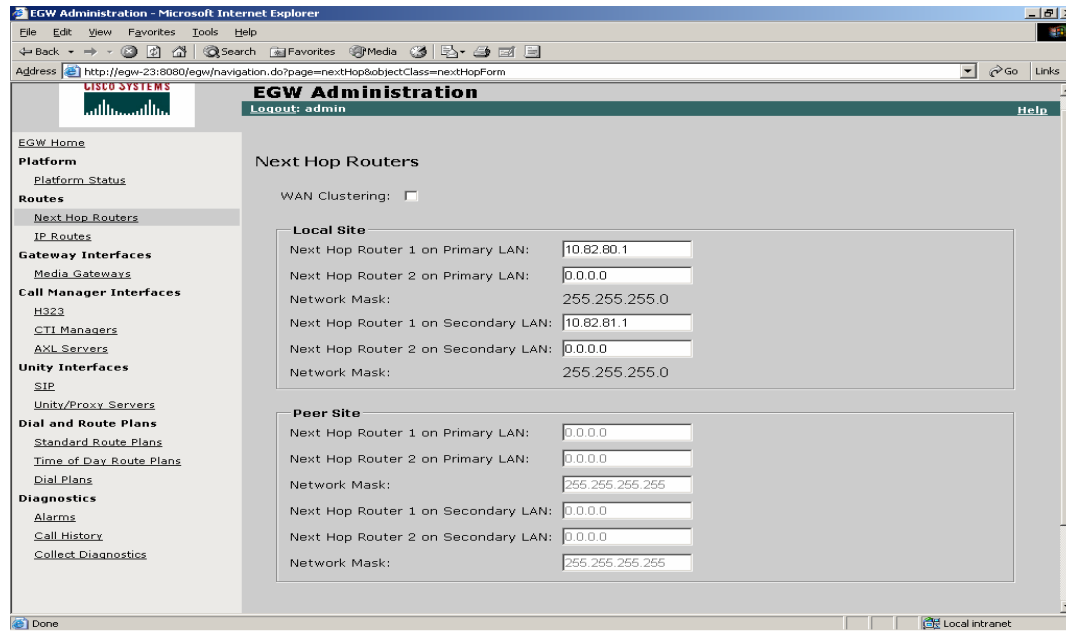 EGW Administration - Microsoft Internet Explorer
File Edit View Favorites Tools Help
Back Search Favorites Media
Address http://egw-23:8080/egw/navigation.do?page=nextHop&objectClass=nextHopForm Go Links
CISCO SYSTEMS
EGW Administration
Logout: admin Help
EGW Home
Platform
Platform Status
Routes
Next Hop Routers
IP Routes
Gateway Interfaces
Media Gateways
Call Manager Interfaces
H323
CTI Managers
AXL Servers
Unity Interfaces
SIP
Unity/Proxy Servers
Dial and Route Plans
Standard Route Plans
Time of Day Route Plans
Dial Plans
Diagnostics
Alarms
Call History
Collect Diagnostics
Next Hop Routers
WAN Clustering:
Local Site
Next Hop Router 1 on Primary LAN: 10.82.80.1
Next Hop Router 2 on Primary LAN: 0.0.0.0
Network Mask: 255.255.255.0
Next Hop Router 1 on Secondary LAN: 10.82.81.1
Next Hop Router 2 on Secondary LAN: 0.0.0.0
Network Mask: 255.255.255.0
Peer Site
Next Hop Router 1 on Primary LAN: 0.0.0.0
Next Hop Router 2 on Primary LAN: 0.0.0.0
Network Mask: 255.255.255.255
Next Hop Router 1 on Secondary LAN: 0.0.0.0
Next Hop Router 2 on Secondary LAN: 0.0.0.0
Network Mask: 255.255.255.255
Done Local intranet